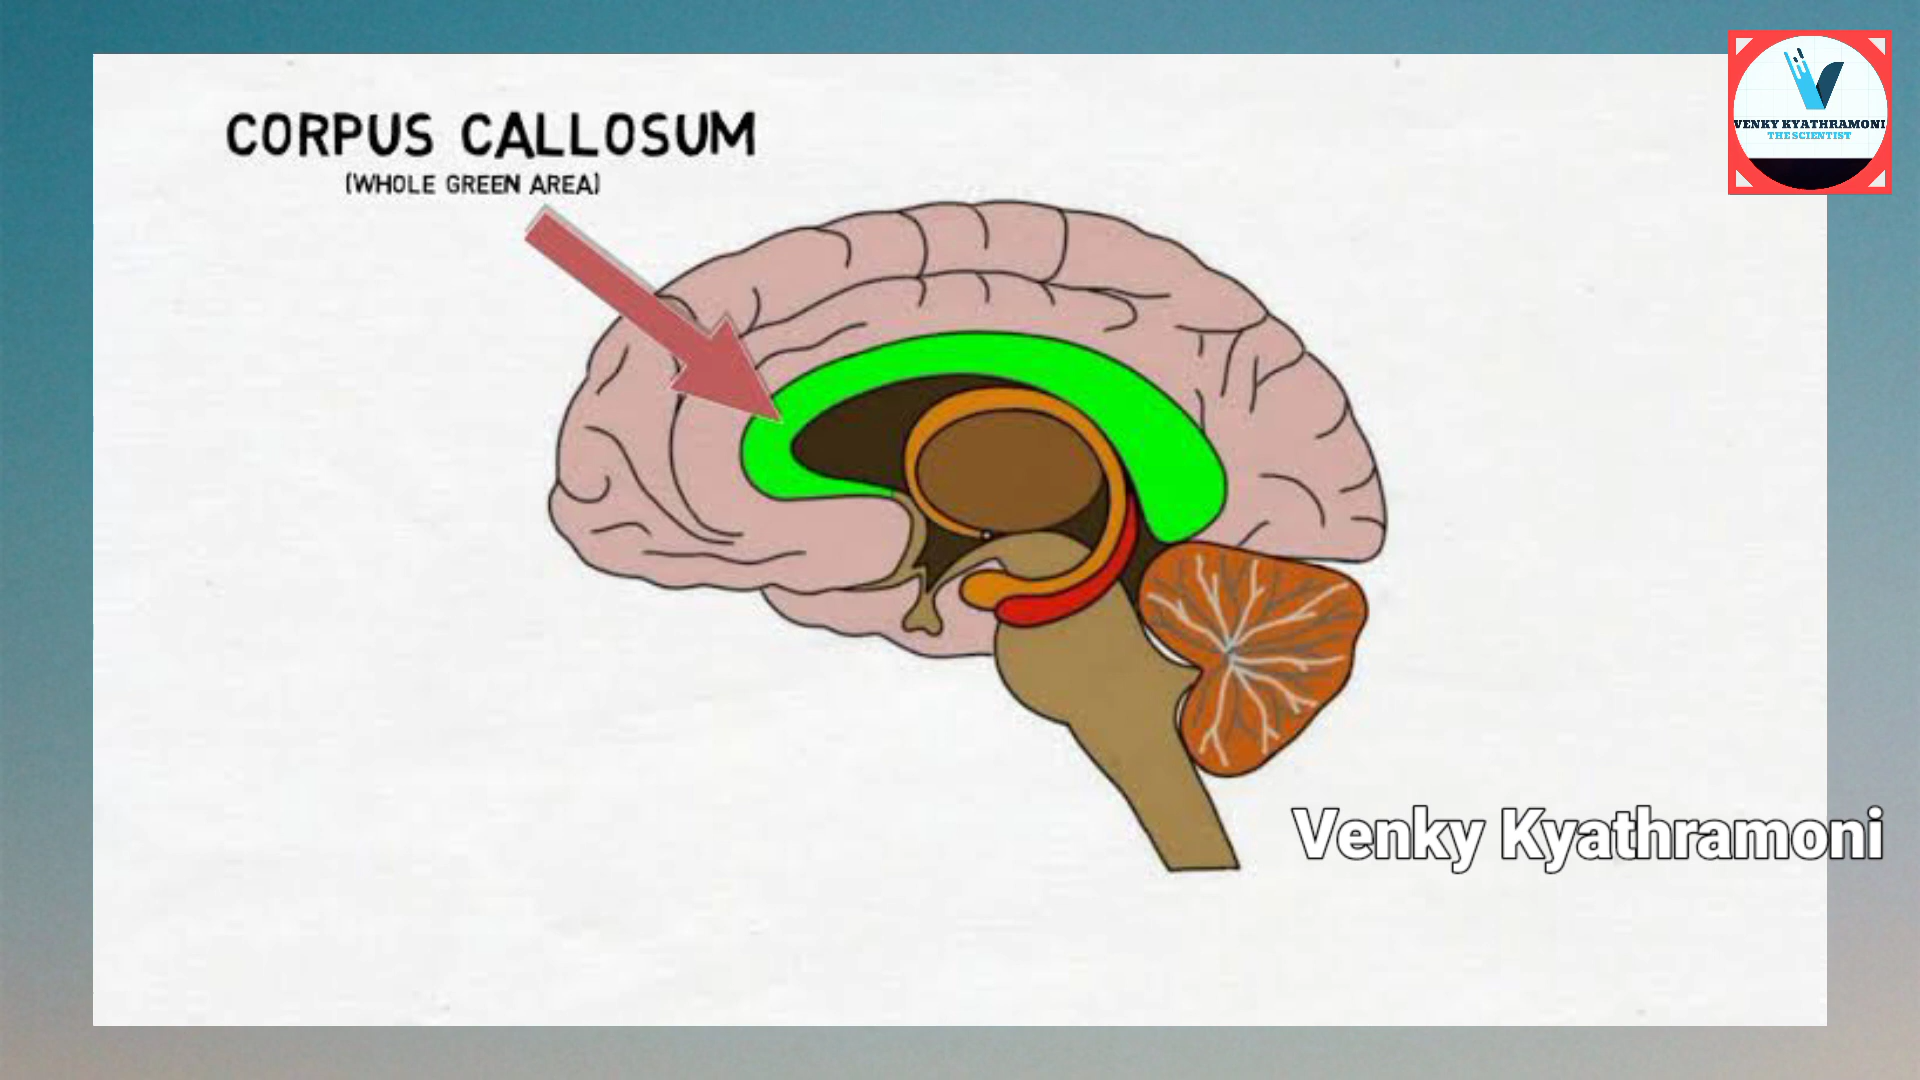 CORPUS CALLOSUM
(WHOLE GREEN AREA)
VENKY KYATHRAMONI
THE SCIENTIST
Venky Kyathramoni